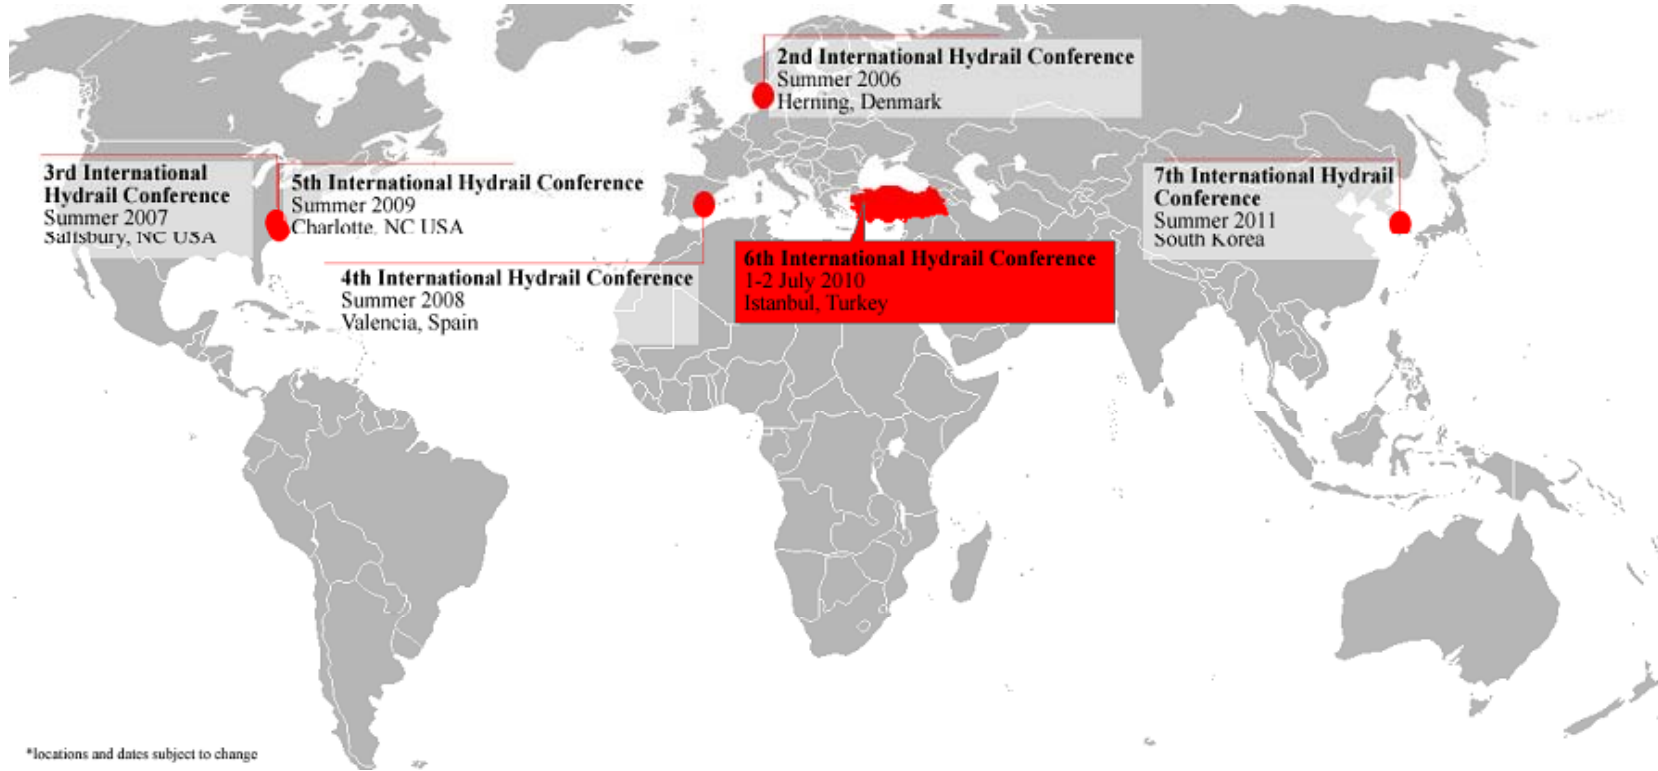 2nd International Hydrail Conference
Summer 2006
Herning, Denmark
3rd International
Hydrail Conference
Summer 2007
Salisbury, NC USA
5th International Hydrail Conference
Summer 2009
Charlotte, NC USA
7th International Hydrail
Conference
Summer 2011
South Korea
4th International Hydrail Conference
Summer 2008
Valencia, Spain
6th International Hydrail Conference
1-2 July 2010
Istanbul, Turkey
*locations and dates subject to change